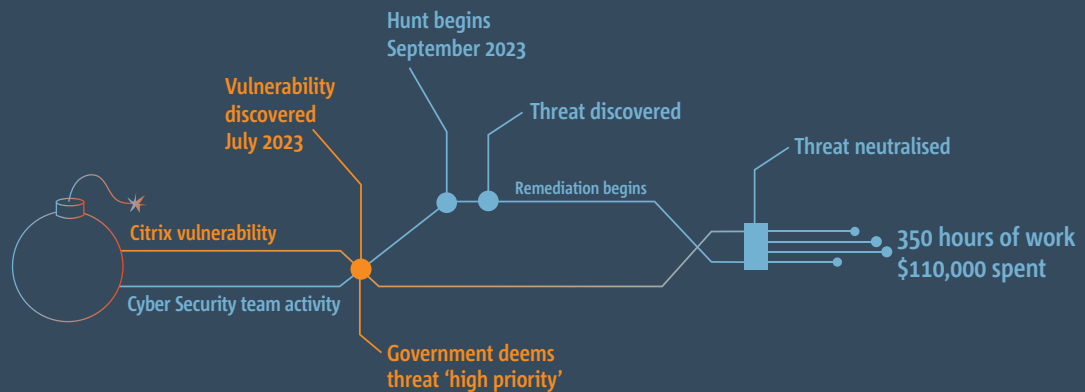 Hunt begins
September 2023
Vulnerability
discovered
July 2023
Threat discovered
Threat neutralised
Remediation begins
Citrix vulnerability
350 hours of work
$110,000 spent
Cyber Security team activity
Government deems
threat ‘high priority’